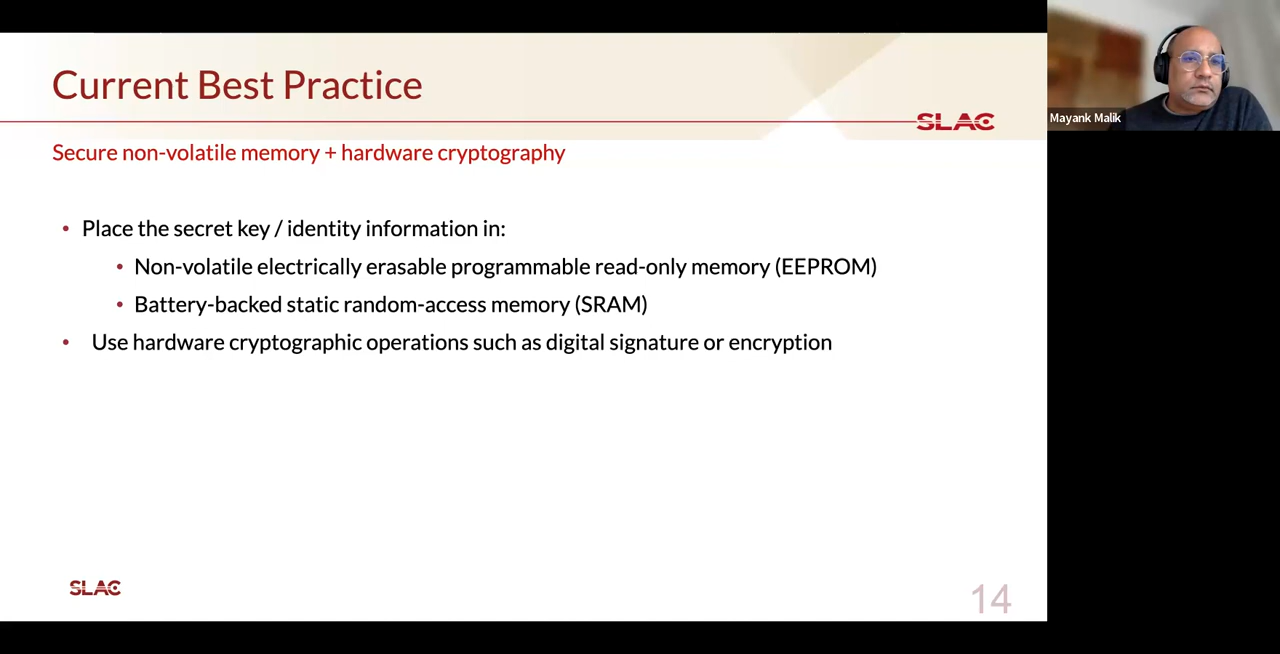 Current Best Practice
SLAC
Secure non-volatile memory + hardware cryptography
• Place the secret key / identity information in:
• Non-volatile electrically erasable programmable read-only memory (EEPROM)
• Battery-backed static random-access memory (SRAM)
• Use hardware cryptographic operations such as digital signature or encryption
SLAC
14
Mayank Malik